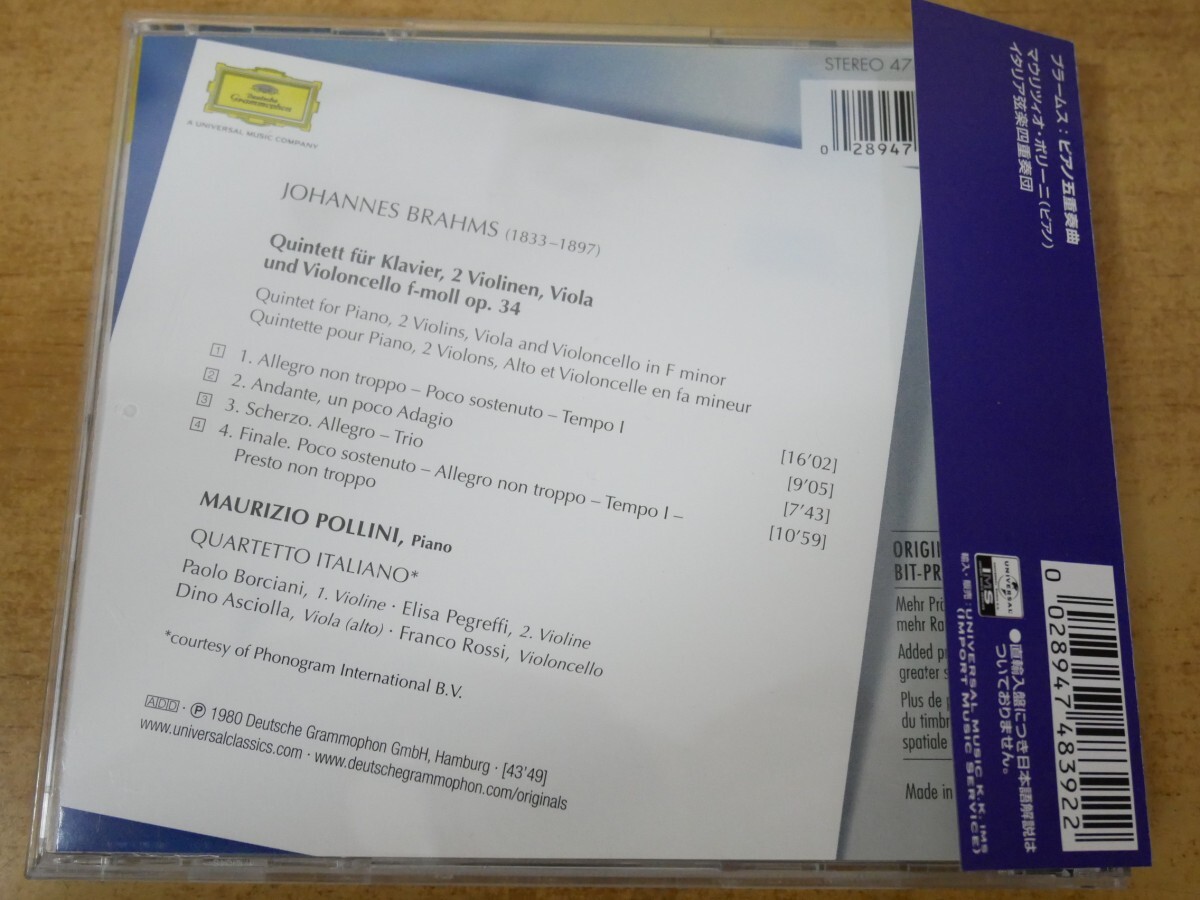 Deutsche
Grammophon
A UNIVERSAL MUSIC COMPANY
STEREO 47
0 28947
JOHANNES BRAHMS (1833–1897)
Quintett für Klavier, 2 Violinen, Viola
und Violoncello f-moll op. 34
Quintet for Piano, 2 Violins, Viola and Violoncello in F minor
Quintette pour Piano, 2 Violons, Alto et Violoncelle en fa mineur
1 1. Allegro non troppo – Poco sostenuto – Tempo I [16’02]
2 2. Andante, un poco Adagio [9’05]
3 3. Scherzo. Allegro – Trio [7’43]
4 4. Finale. Poco sostenuto – Allegro non troppo – Tempo I –
Presto non troppo [10’59]
MAURIZIO POLLINI, Piano
QUARTETTO ITALIANO*
Paolo Borciani, 1. Violine · Elisa Pegreffi, 2. Violine
Dino Asciolla, Viola (alto) · Franco Rossi, Violoncello
*courtesy of Phonogram International B.V.
ADD · ℗ 1980 Deutsche Grammophon GmbH, Hamburg · [43’49]
www.universalclassics.com · www.deutschegrammophon.com/originals
BIT-PR
Mehr
mehr
Added
greater
Plus de
du timbr
spatiale
Made in
ブラームス：ピアノ五重奏曲
マウリツィオ・ポリーニ(ピアノ)
イタリア弦楽四重奏団
UNIVERSAL
IMS
●直輸入盤につき日本語解説は
ついておりません。
輸入・販売：UNIVERSAL MUSIC K.K. IMS
(IMPORT MUSIC SERVICE)
0 02894 74839 22